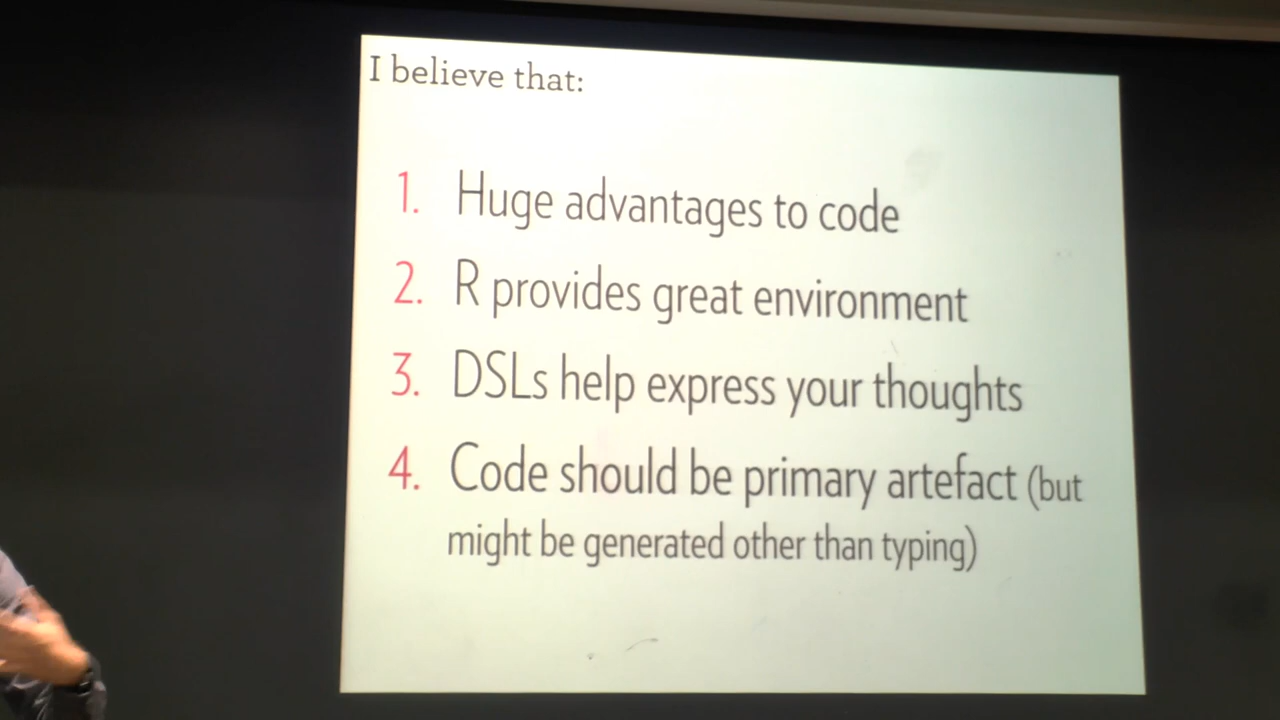 I believe that:
1. Huge advantages to code
2. R provides great environment
3. DSLs help express your thoughts
4. Code should be primary artefact (but
might be generated other than typing)